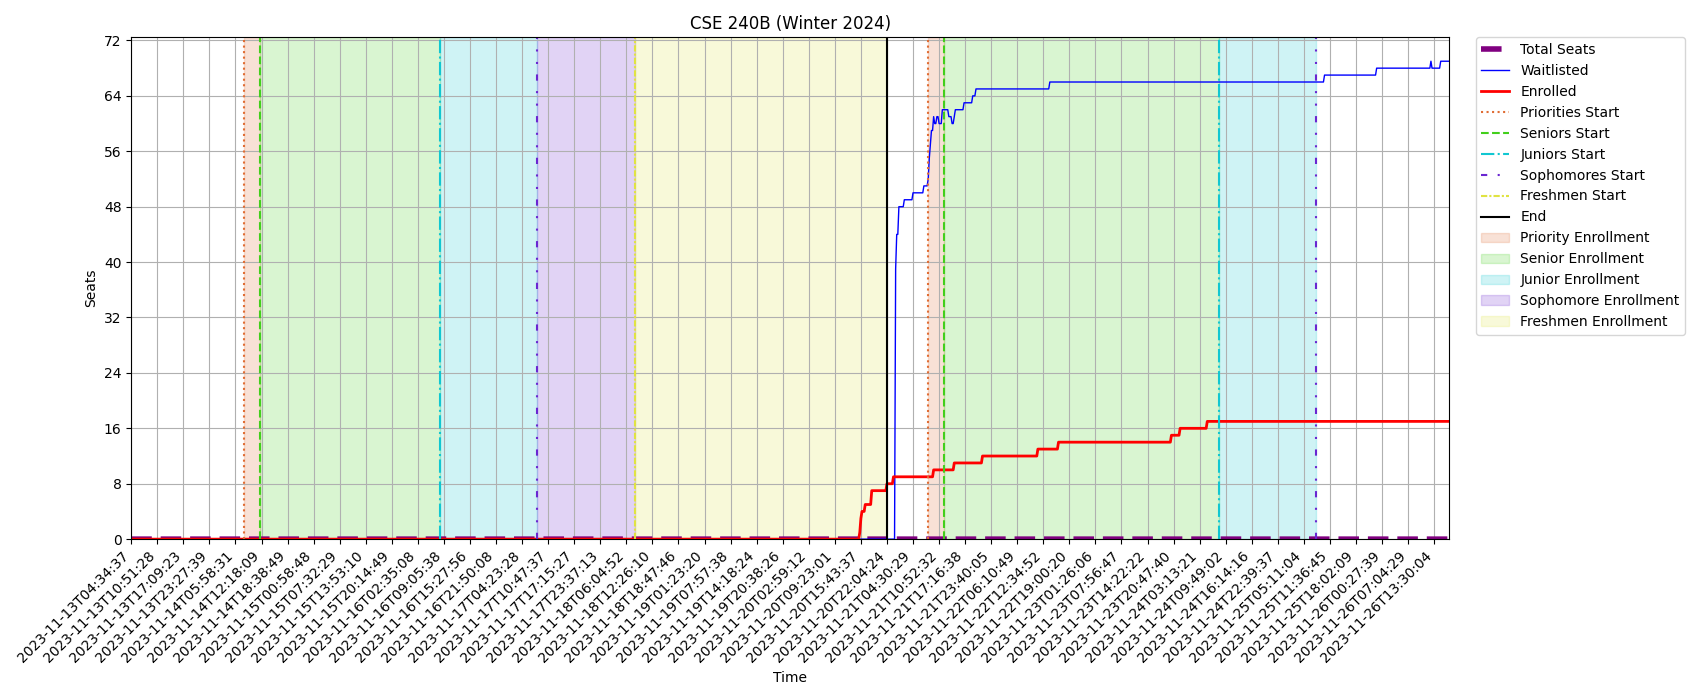 CSE 240B (Winter 2024)
72
64
56
48
40
32
24
16
8
0
Seats
2023-11-13T04:34:37
2023-11-13T10:51:28
2023-11-13T17:09:23
2023-11-13T23:27:39
2023-11-14T05:58:31
2023-11-14T12:18:09
2023-11-14T18:38:49
2023-11-15T00:58:48
2023-11-15T07:32:29
2023-11-15T13:53:10
2023-11-15T20:14:49
2023-11-16T02:35:08
2023-11-16T09:05:38
2023-11-16T15:27:56
2023-11-16T21:50:08
2023-11-17T04:23:28
2023-11-17T10:47:37
2023-11-17T17:15:27
2023-11-17T23:37:13
2023-11-18T06:04:52
2023-11-18T12:26:10
2023-11-18T18:47:46
2023-11-19T01:23:20
2023-11-19T07:57:38
2023-11-19T14:18:24
2023-11-19T20:38:26
2023-11-20T02:59:12
2023-11-20T09:23:01
2023-11-20T15:43:37
2023-11-20T22:04:24
2023-11-21T04:30:29
2023-11-21T10:52:32
2023-11-21T17:16:38
2023-11-21T23:40:05
2023-11-22T06:10:49
2023-11-22T12:34:52
2023-11-22T19:00:20
2023-11-23T01:26:06
2023-11-23T07:56:47
2023-11-23T14:22:22
2023-11-23T20:47:40
2023-11-24T03:13:21
2023-11-24T09:49:02
2023-11-24T16:14:16
2023-11-24T22:39:37
2023-11-25T05:11:04
2023-11-25T11:36:45
2023-11-25T18:02:09
2023-11-26T00:27:39
2023-11-26T07:04:29
2023-11-26T13:30:04
Time
Total Seats
Waitlisted
Enrolled
Priorities Start
Seniors Start
Juniors Start
Sophomores Start
Freshmen Start
End
Priority Enrollment
Senior Enrollment
Junior Enrollment
Sophomore Enrollment
Freshmen Enrollment